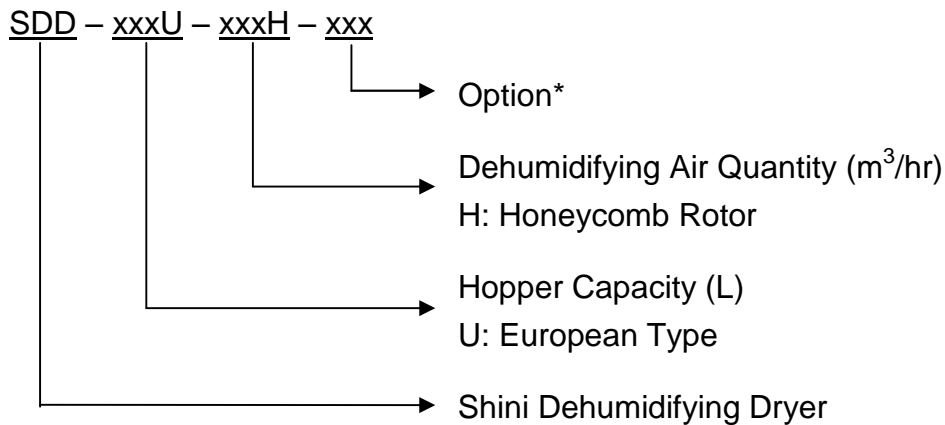 SDD – xxxU – xxxH – xxx
Option*
Dehumidifying Air Quantity (m³/hr)
H: Honeycomb Rotor
Hopper Capacity (L)
U: European Type
Shini Dehumidifying Dryer